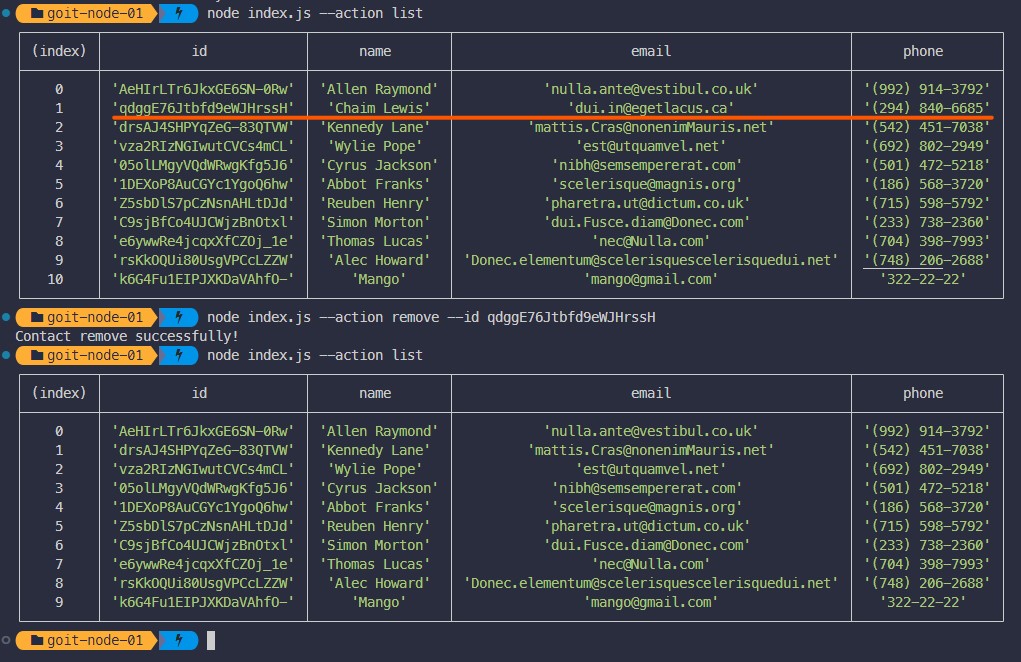 goit-node-01 node index.js --action list
(index) id name email phone
0 'AeHIrLTr6JkxGE6SN-0Rw' 'Allen Raymond' 'nulla.ante@vestibul.co.uk' '(992) 914-3792'
1 'qdggE76Jtbfd9eWJHrssH' 'Chaim Lewis' 'dui.in@egetlacus.ca' '(294) 840-6685'
2 'drsAJ4SHPYqZeG-83QTVW' 'Kennedy Lane' 'mattis.Cras@nonenimMauris.net' '(542) 451-7038'
3 'vza2RIzNGIwutCVCs4mCL' 'Wylie Pope' 'est@utquamvel.net' '(692) 802-2949'
4 '05olLMgyVQdWRwgKfg5J6' 'Cyrus Jackson' 'nibh@semsempererat.com' '(501) 472-5218'
5 '1DEXoP8AuCGYc1YgoQ6hw' 'Abbot Franks' 'scelerisque@magnis.org' '(186) 568-3720'
6 'Z5sbDlS7pCzNsnAHLtDJd' 'Reuben Henry' 'pharetra.ut@dictum.co.uk' '(715) 598-5792'
7 'C9sjBfCo4UJCWjzBnOtxl' 'Simon Morton' 'dui.Fusce.diam@Donec.com' '(233) 738-2360'
8 'e6ywwRe4jcqxXfCZOj_1e' 'Thomas Lucas' 'nec@Nulla.com' '(704) 398-7993'
9 'rsKkOQUi80UsgVPCcLZZW' 'Alec Howard' 'Donec.elementum@scelerisquescelerisquedui.net' '(748) 206-2688'
10 'k6G4Fu1EIPJXKDaVAhfO-' 'Mango' 'mango@gmail.com' '322-22-22'
goit-node-01 node index.js --action remove --id qdggE76Jtbfd9eWJHrssH
Contact remove successfully!
goit-node-01 node index.js --action list
(index) id name email phone
0 'AeHIrLTr6JkxGE6SN-0Rw' 'Allen Raymond' 'nulla.ante@vestibul.co.uk' '(992) 914-3792'
1 'drsAJ4SHPYqZeG-83QTVW' 'Kennedy Lane' 'mattis.Cras@nonenimMauris.net' '(542) 451-7038'
2 'vza2RIzNGIwutCVCs4mCL' 'Wylie Pope' 'est@utquamvel.net' '(692) 802-2949'
3 '05olLMgyVQdWRwgKfg5J6' 'Cyrus Jackson' 'nibh@semsempererat.com' '(501) 472-5218'
4 '1DEXoP8AuCGYc1YgoQ6hw' 'Abbot Franks' 'scelerisque@magnis.org' '(186) 568-3720'
5 'Z5sbDlS7pCzNsnAHLtDJd' 'Reuben Henry' 'pharetra.ut@dictum.co.uk' '(715) 598-5792'
6 'C9sjBfCo4UJCWjzBnOtxl' 'Simon Morton' 'dui.Fusce.diam@Donec.com' '(233) 738-2360'
7 'e6ywwRe4jcqxXfCZOj_1e' 'Thomas Lucas' 'nec@Nulla.com' '(704) 398-7993'
8 'rsKkOQUi80UsgVPCcLZZW' 'Alec Howard' 'Donec.elementum@scelerisquescelerisquedui.net' '(748) 206-2688'
9 'k6G4Fu1EIPJXKDaVAhfO-' 'Mango' 'mango@gmail.com' '322-22-22'
goit-node-01